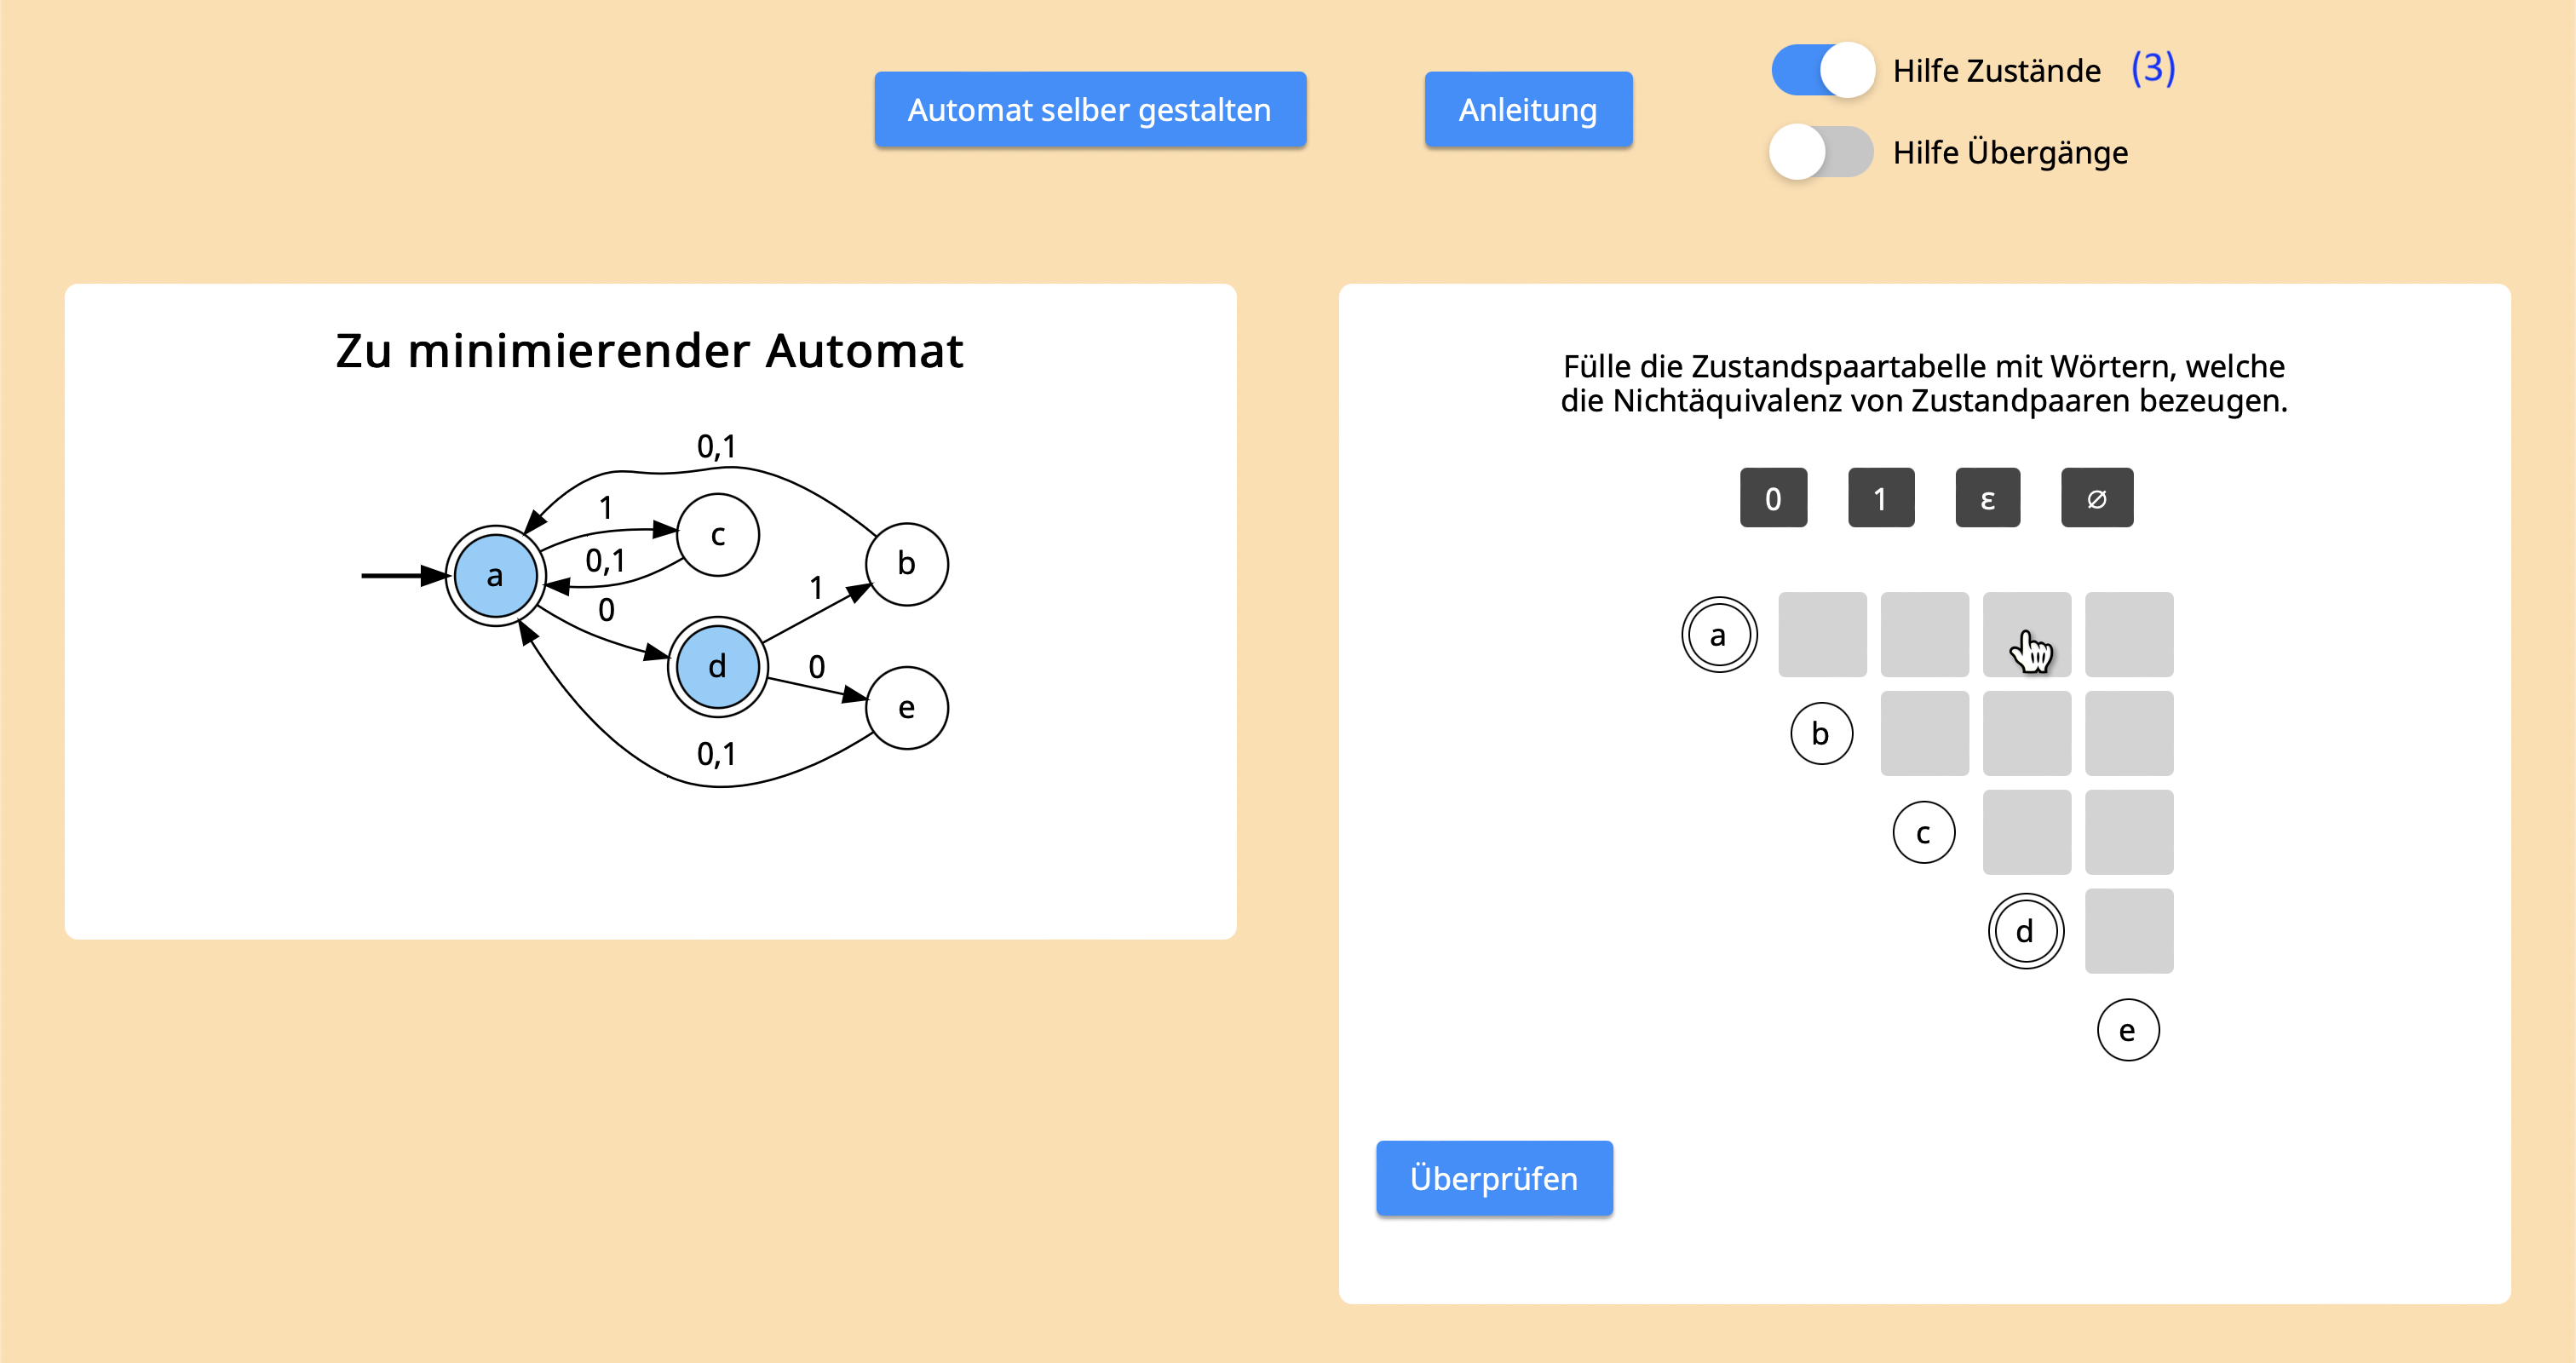 Automat selber gestalten
Anleitung
Hilfe Zustände (3)
Hilfe Übergänge
Zu minimierender Automat
0,1
1
c
0,1
b
a
1
0
d
0
e
0,1
Fülle die Zustandspaartabelle mit Wörtern, welche
die Nichtäquivalenz von Zustandpaaren bezeugen.
0 1 ε ∅
a
b
c
d
e
Überprüfen